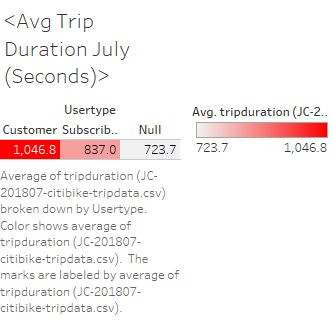 <Avg Trip
Duration July
(Seconds)>
Usertype
Customer Subscrib.. Null
1,046.8 837.0 723.7
Avg. tripduration (JC-2..
723.7 1,046.8
Average of tripduration (JC-
201807-citibike-tripdata.csv)
broken down by Usertype.
Color shows average of
tripduration (JC-201807-
citibike-tripdata.csv).  The
marks are labeled by average of
tripduration (JC-201807-
citibike-tripdata.csv).